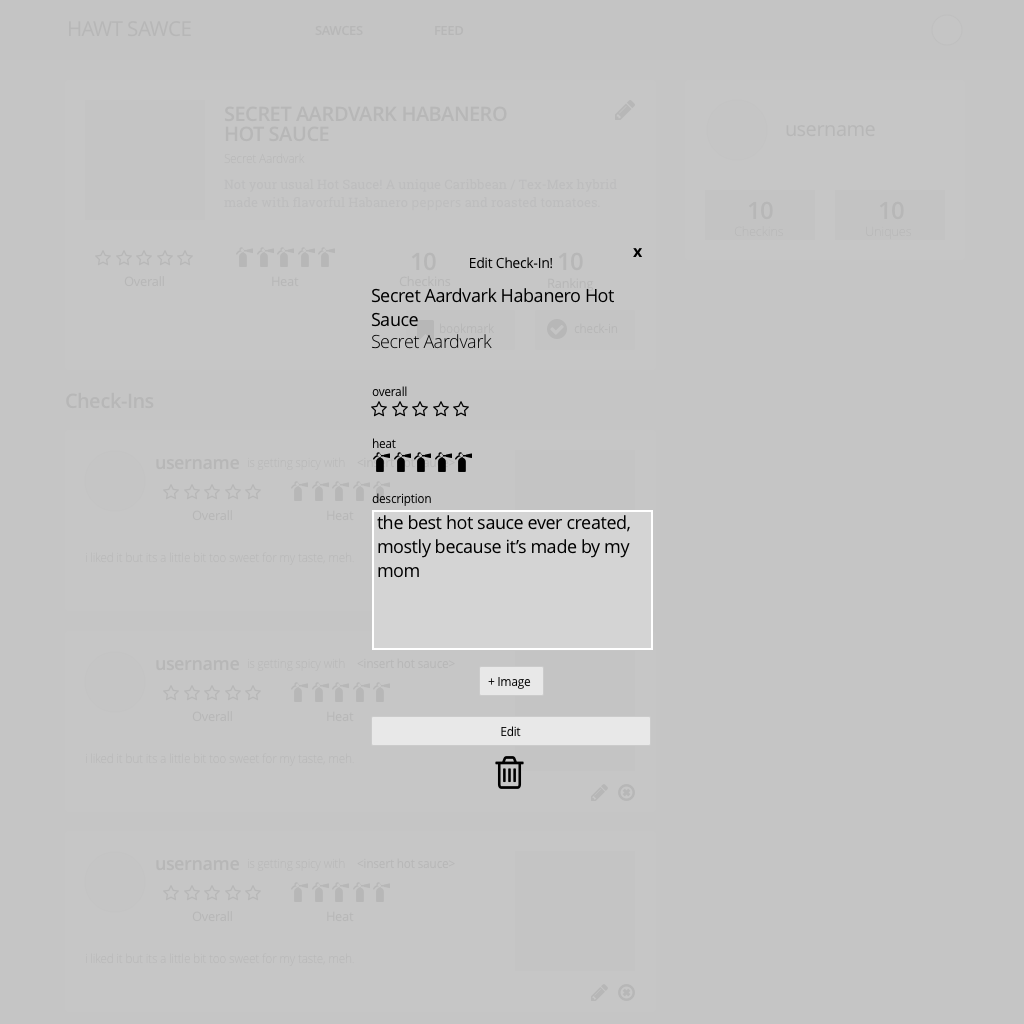 HAWT SAWCE
SAWCES
FEED
SECRET AARDVARK HABANERO
HOT SAUCE
Secret Aardvark
Not your usual Hot Sauce! A unique Caribbean / Tex-Mex hybrid
made with flavorful Habanero peppers and roasted tomatoes.
Overall
Heat
10
Checkins
10
Ranking
bookmark
check-in
username
10
Checkins
10
Uniques
Edit Check-In!
x
Secret Aardvark Habanero Hot
Sauce
Secret Aardvark
overall
heat
description
the best hot sauce ever created,
mostly because it’s made by my
mom
+ Image
Edit
Check-Ins
username is getting spicy with
Overall
Heat
I liked it but it's a little bit too sweet for my taste, meh
username is getting spicy with <insert hot sauce>
Overall
Heat
I liked it but it's a little bit too sweet for my taste, meh
username is getting spicy with <insert hot sauce>
Overall
Heat
I liked it but it's a little bit too sweet for my taste, meh